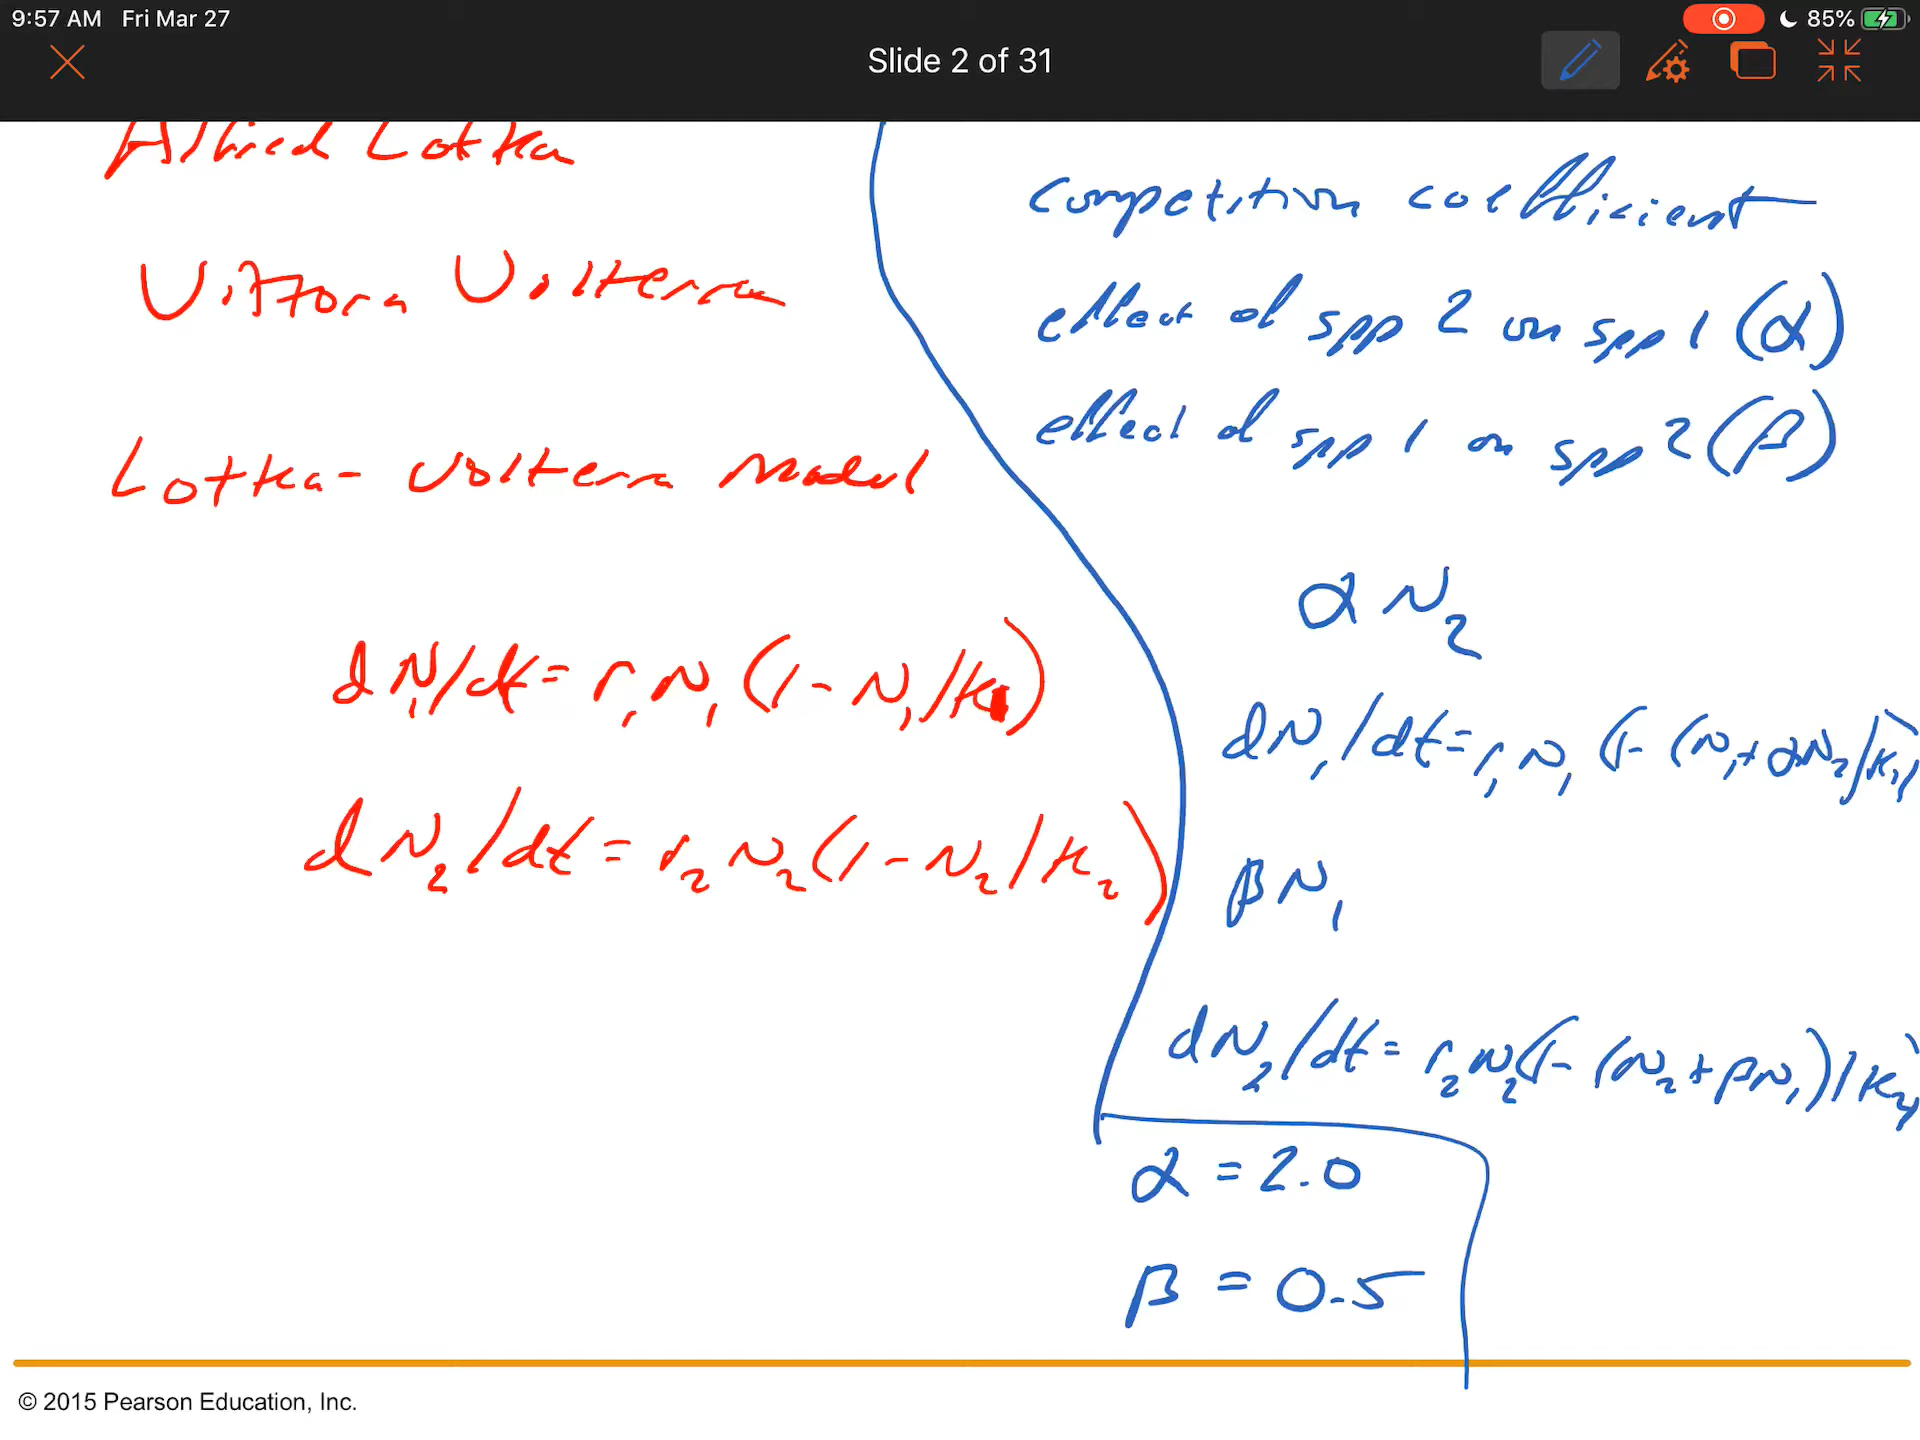 9:57 AM Fri Mar 27
85%
Slide 2 of 31
Alfred Lotka
Vittora Volterra
Lotka-Volterra Model
dN₁/dt = r₁N₁ (1 - N₁/K₁)
dN₂/dt = r₂N₂ (1 - N₂/K₂)
competition coefficient
effect of spp 2 on spp 1 (α)
effect of spp 1 on spp 2 (β)
αN₂
dN₁/dt = r₁N₁ (1 - (N₁ + αN₂/K₁)
βN₁
dN₂/dt = r₂N₂ (1 - (N₂ + βN₁)/K₂)
α = 2.0
β = 0.5
© 2015 Pearson Education, Inc.